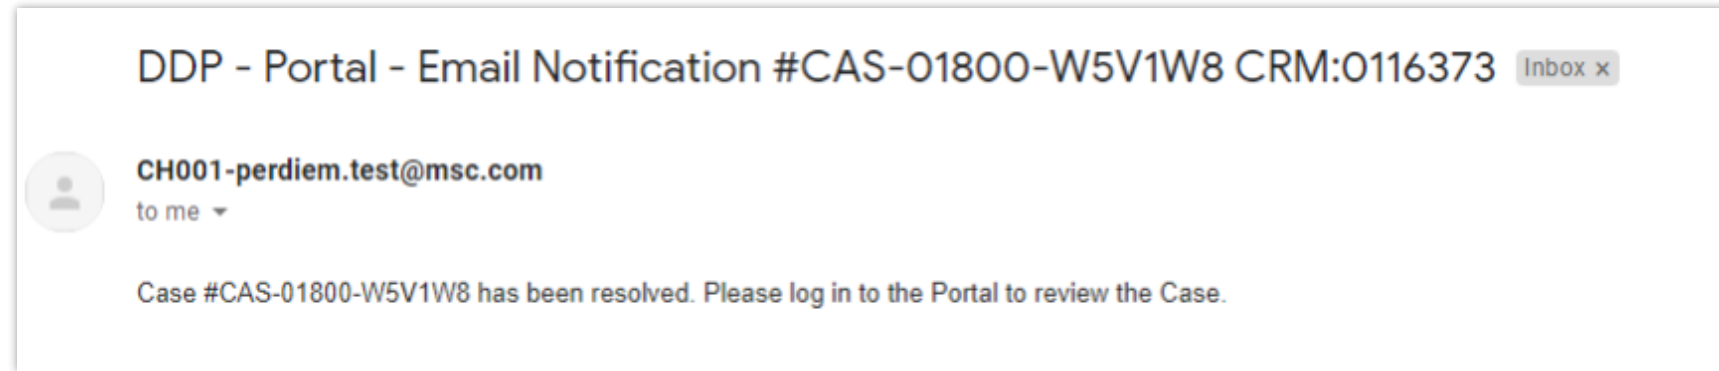 DDP - Portal - Email Notification #CAS-01800-W5V1W8 CRM:0116373 Inbox x
CH001-perdiem.test@msc.com
to me
Case #CAS-01800-W5V1W8 has been resolved. Please log in to the Portal to review the Case.